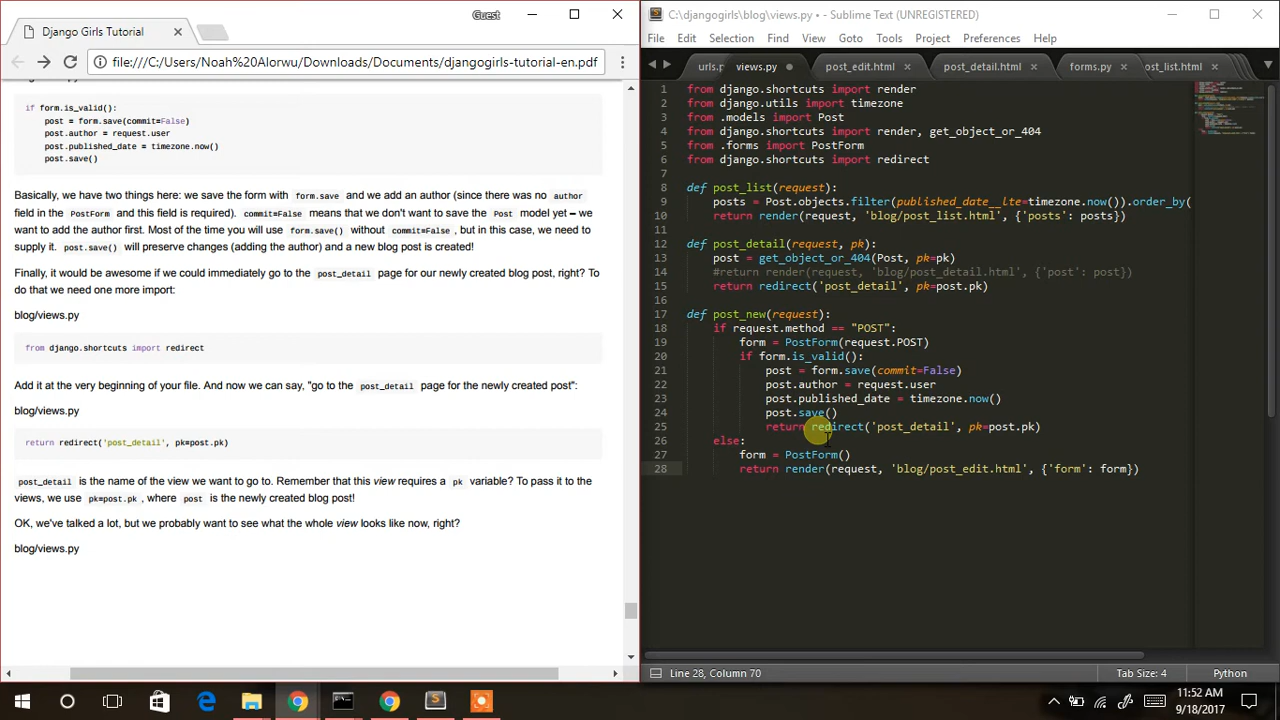 Guest
Django Girls Tutorial
file:///C:/Users/Noah%20Alorwu/Downloads/Documents/djangogirls-tutorial-en.pdf
if form.is_valid():
post = form.save(commit=False)
post.author = request.user
post.published_date = timezone.now()
post.save()
Basically, we have two things here: we save the form with form.save and we add an author (since there was no author
field in the PostForm and this field is required). commit=False means that we don't want to save the Post model yet – we
want to add the author first. Most of the time you will use form.save() without commit=False , but in this case, we need to
supply it. post.save() will preserve changes (adding the author) and a new blog post is created!
Finally, it would be awesome if we could immediately go to the post_detail page for our newly created blog post, right? To
do that we need one more import:
blog/views.py
from django.shortcuts import redirect
Add it at the very beginning of your file. And now we can say, "go to the post_detail page for the newly created post":
blog/views.py
return redirect('post_detail', pk=post.pk)
post_detail is the name of the view we want to go to. Remember that this view requires a pk variable? To pass it to the
views, we use pk=post.pk , where post is the newly created blog post!
OK, we've talked a lot, but we probably want to see what the whole view looks like now, right?
blog/views.py
C:\djangogirls\blog\views.py • - Sublime Text (UNREGISTERED)
File Edit Selection Find View Goto Tools Project Preferences Help
urls.p views.py post_edit.html post_detail.html forms.py ost_list.html
1 from django.shortcuts import render
2 from django.utils import timezone
3 from .models import Post
4 from django.shortcuts import render, get_object_or_404
5 from .forms import PostForm
6 from django.shortcuts import redirect
7
8 def post_list(request):
9 posts = Post.objects.filter(published_date__lte=timezone.now()).order_by(
10 return render(request, 'blog/post_list.html', {'posts': posts})
11
12 def post_detail(request, pk):
13 post = get_object_or_404(Post, pk=pk)
14 #return render(request, 'blog/post_detail.html', {'post': post})
15 return redirect('post_detail', pk=post.pk)
16
17 def post_new(request):
18 if request.method == "POST":
19 form = PostForm(request.POST)
20 if form.is_valid():
21 post = form.save(commit=False)
22 post.author = request.user
23 post.published_date = timezone.now()
24 post.save()
25 return redirect('post_detail', pk=post.pk)
26 else:
27 form = PostForm()
28 return render(request, 'blog/post_edit.html', {'form': form})
Line 28, Column 70 Tab Size: 4 Python
11:52 AM
9/18/2017